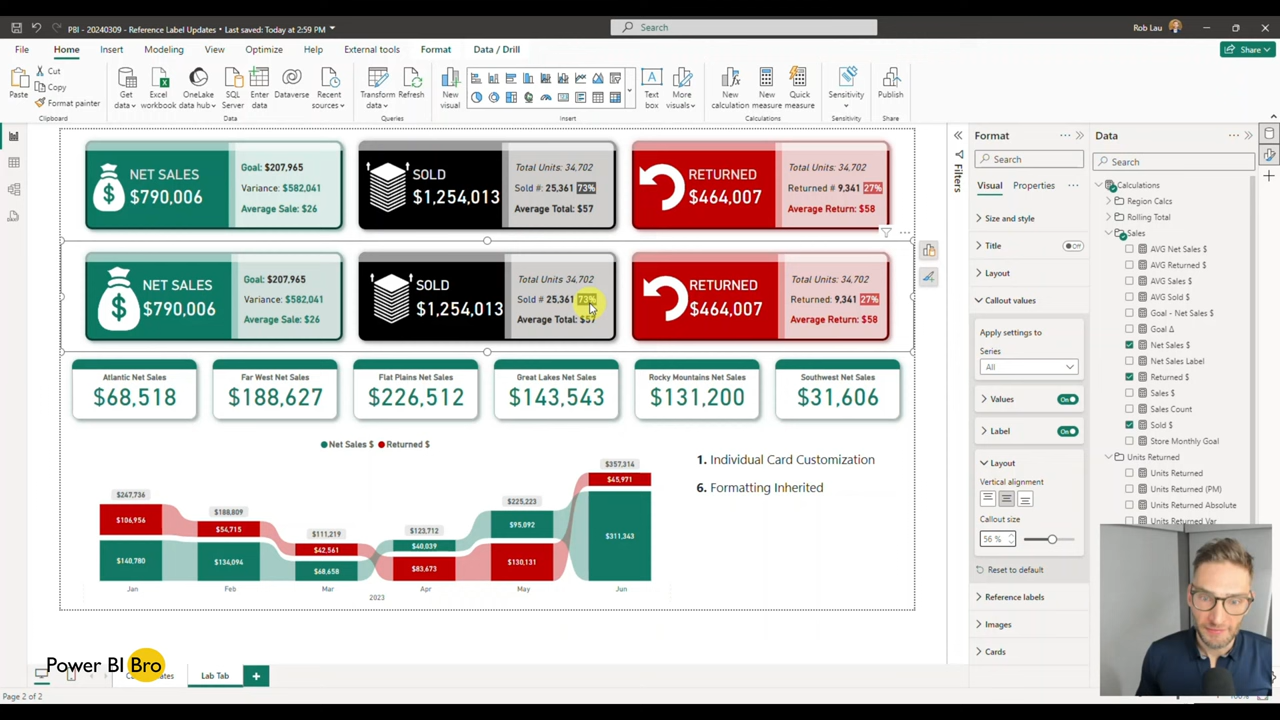 PBI - 20240309 - Reference Label Updates • Last saved: Today at 2:59 PM
Search
Rob Lau
File Home Insert Modeling View Optimize Help External tools Format Data / Drill
Share
Paste
Cut
Copy
Format painter
Get data
Excel workbook
OneLake data hub
SQL Server
Enter data
Dataverse
Recent sources
Transform data
Refresh
New visual
Text box
More visuals
New calculation
New measure
Quick measure
Sensitivity
Publish
Clipboard
Data
Queries
Insert
Calculations
Sensitivity
Share
NET SALES
$790,006
Goal: $207,965
Variance: $582,041
Average Sale: $26
SOLD
$1,254,013
Total Units: 34,702
Sold #: 25,361 73%
Average Total: $57
RETURNED
$464,007
Total Units: 34,702
Returned # 9,341 27%
Average Return: $58
NET SALES
$790,006
Goal: $207,965
Variance: $582,041
Average Sale: $26
SOLD
$1,254,013
Total Units 34,702
Sold # 25,361 73%
Average Total: $57
RETURNED
$464,007
Total Units 34,702
Returned: 9,341 27%
Average Return: $58
Atlantic Net Sales
$68,518
Far West Net Sales
$188,627
Flat Plains Net Sales
$226,512
Great Lakes Net Sales
$143,543
Rocky Mountains Net Sales
$131,200
Southwest Net Sales
$31,606
Net Sales $ Returned $
$247,736
$106,956
$140,780
Jan
$188,809
$54,715
$134,094
Feb
$111,219
$42,561
$68,658
Mar
$123,712
$40,039
$83,673
Apr
$225,223
$95,092
$130,131
May
$357,314
$45,971
$311,343
Jun
2023
1. Individual Card Customization
6. Formatting Inherited
Filters
Format
Search
Visual Properties
Size and style
Title Off
Layout
Callout values
Apply settings to
Series
All
Values On
Label On
Layout
Vertical alignment
Callout size
56 %
Reset to default
Reference labels
Images
Cards
Data
Search
Calculations
Region Calcs
Rolling Total
Sales
AVG Net Sales $
AVG Returned $
AVG Sales $
AVG Sold $
Goal - Net Sales $
Goal Δ
Net Sales $
Net Sales Label
Returned $
Sales $
Sales Count
Sold $
Store Monthly Goal
Units Returned
Units Returned
Units Returned (PM)
Units Returned Absolute
Units Returned Var
Power BI Bro
Lab Tab
Page 2 of 2